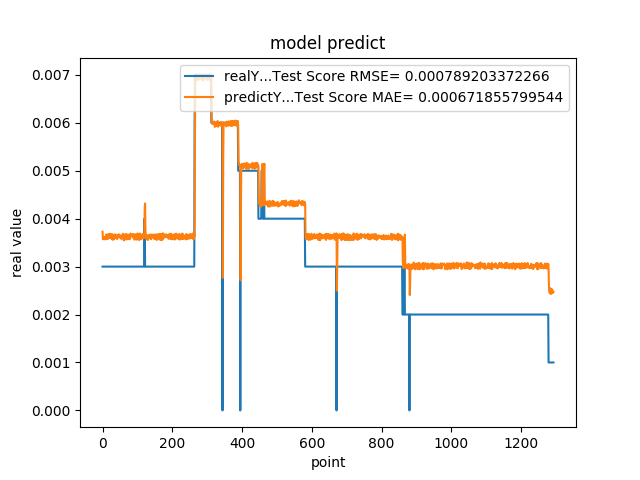 model predict
realY...Test Score RMSE= 0.000789203372266
predictY...Test Score MAE= 0.000671855799544
0.007
0.006
0.005
0.004
0.003
0.002
0.001
0.000
real value
0 200 400 600 800 1000 1200
point